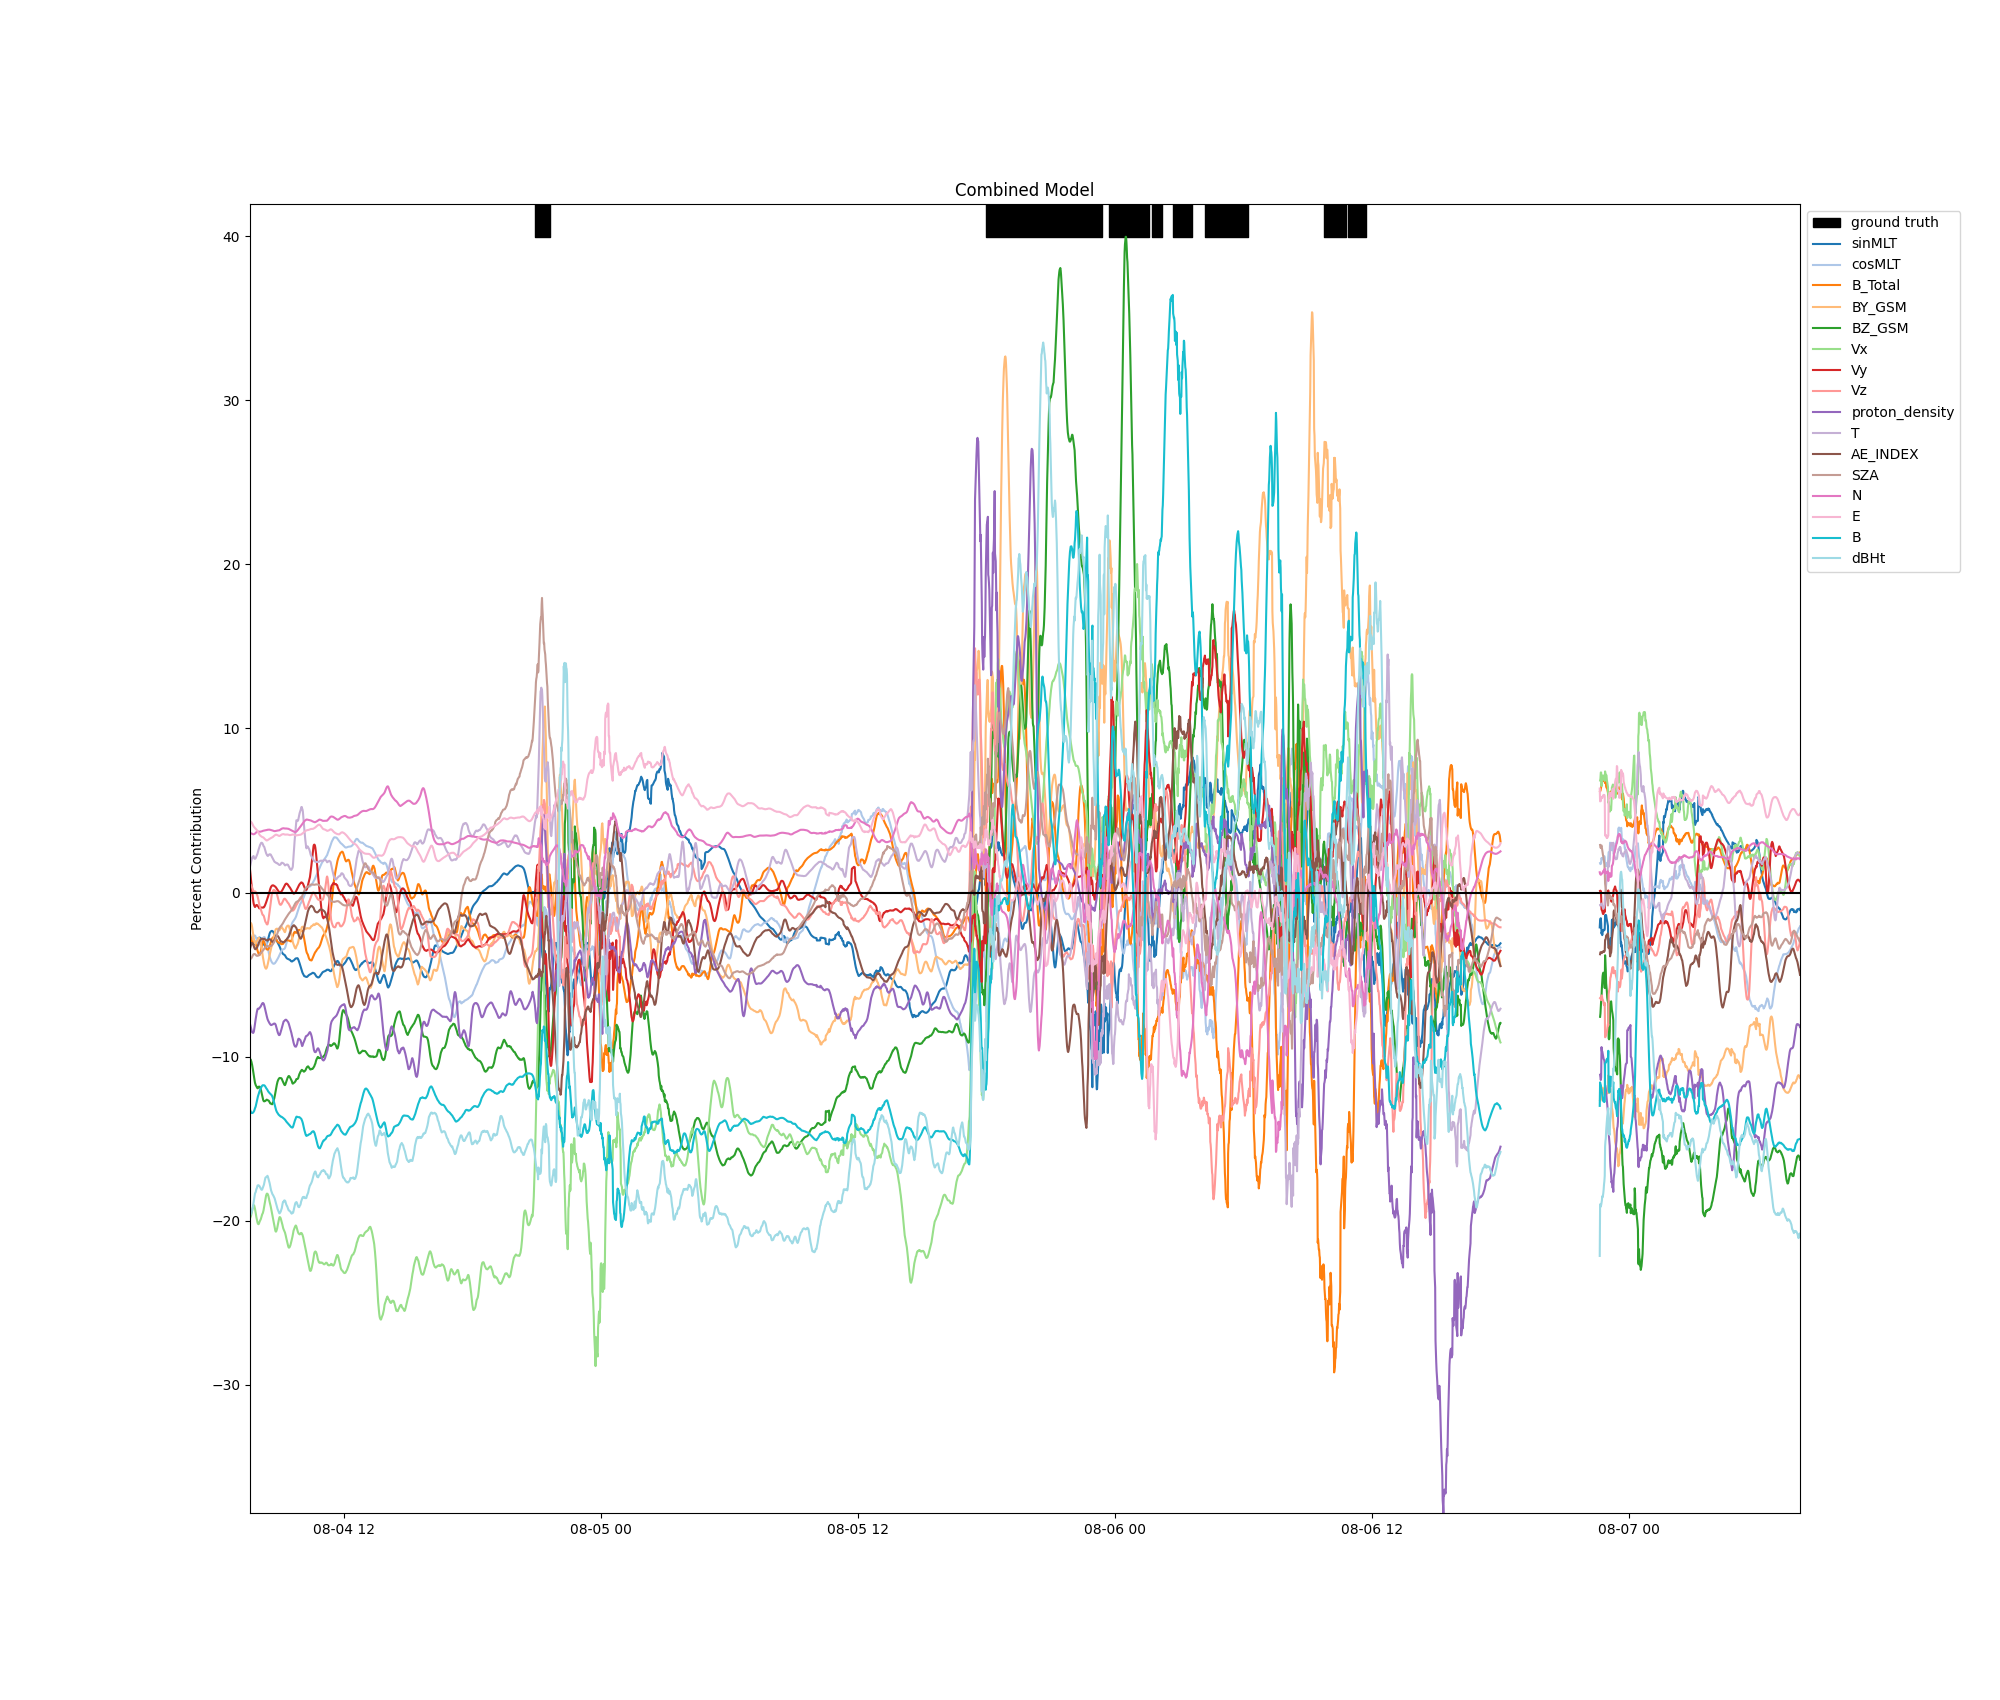 Combined Model
Percent Contribution
40
30
20
10
0
−10
−20
−30
08-04 12
08-05 00
08-05 12
08-06 00
08-06 12
08-07 00
ground truth
sinMLT
cosMLT
B_Total
BY_GSM
BZ_GSM
Vx
Vy
Vz
proton_density
T
AE_INDEX
SZA
N
E
B
dBHt